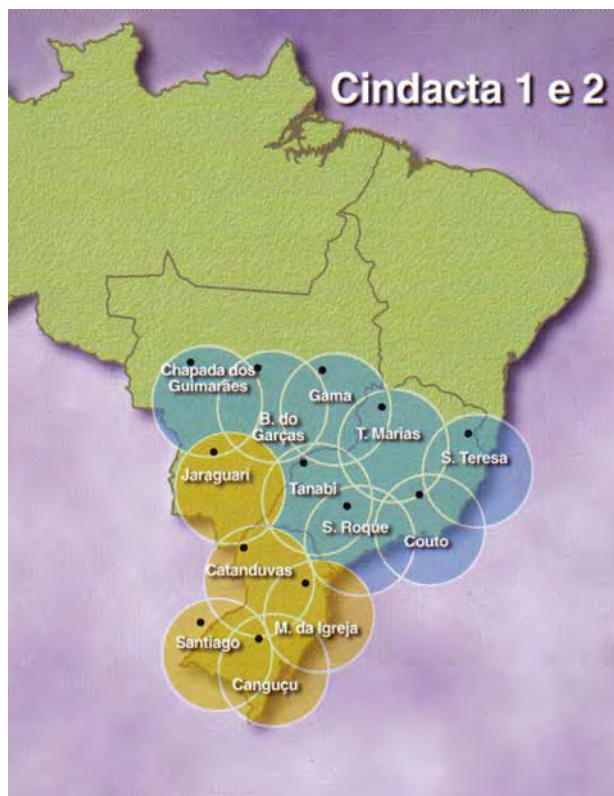 Cindacta 1 e 2
Chapada dos
Guimarães
B. do
Garças
Gama
T. Marias
S. Teresa
Jaraguari
Tanabi
S. Roque
Couto
Catanduvas
M. da Igreja
Santiago
Canguçu